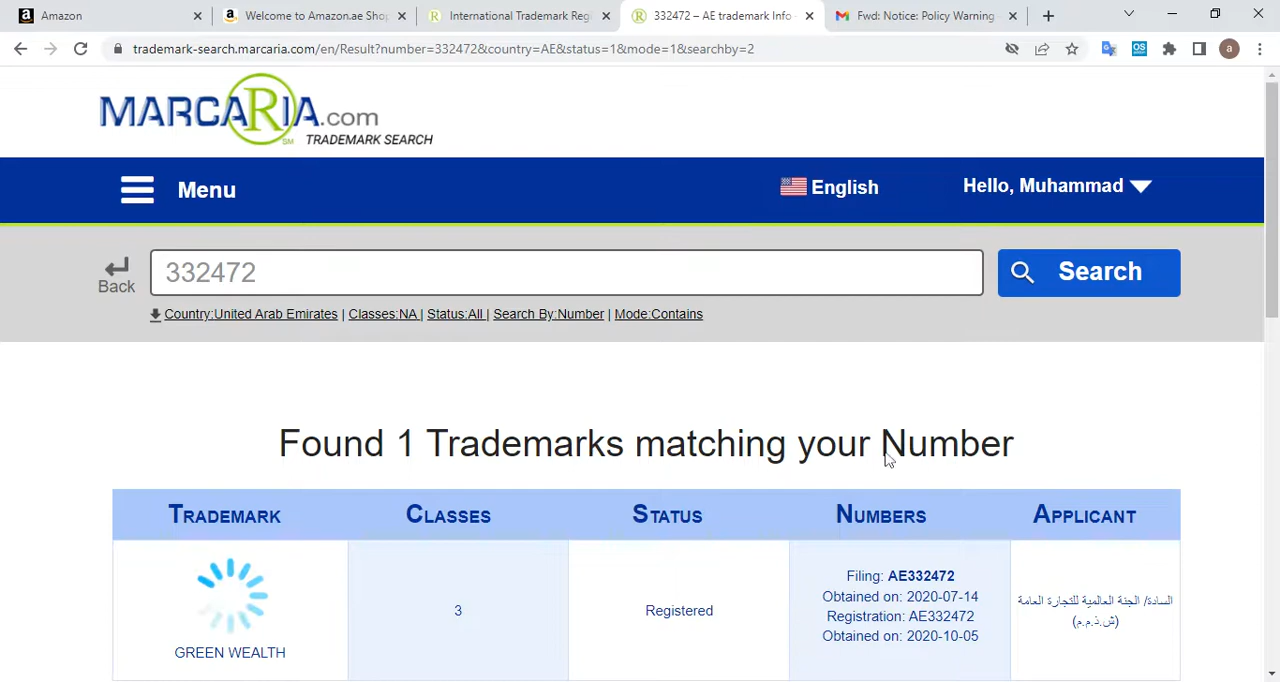 Amazon
Welcome to Amazon.ae Shop
International Trademark Regi
332472 – AE trademark Info
Fwd: Notice: Policy Warning
trademark-search.marcaria.com/en/Result?number=332472&country=AE&status=1&mode=1&searchby=2
MARCARIA.com
SM
TRADEMARK SEARCH
Menu
English
Hello, Muhammad
Back
332472
Search
Country:United Arab Emirates | Classes:NA | Status:All | Search By:Number | Mode:Contains
Found 1 Trademarks matching your Number
TRADEMARK CLASSES STATUS NUMBERS APPLICANT
GREEN WEALTH
3
Registered
Filing: AE332472
Obtained on: 2020-07-14
Registration: AE332472
Obtained on: 2020-10-05
السادة/ الجنة العالمية للتجارة العامة
(ش.ذ.م.م)